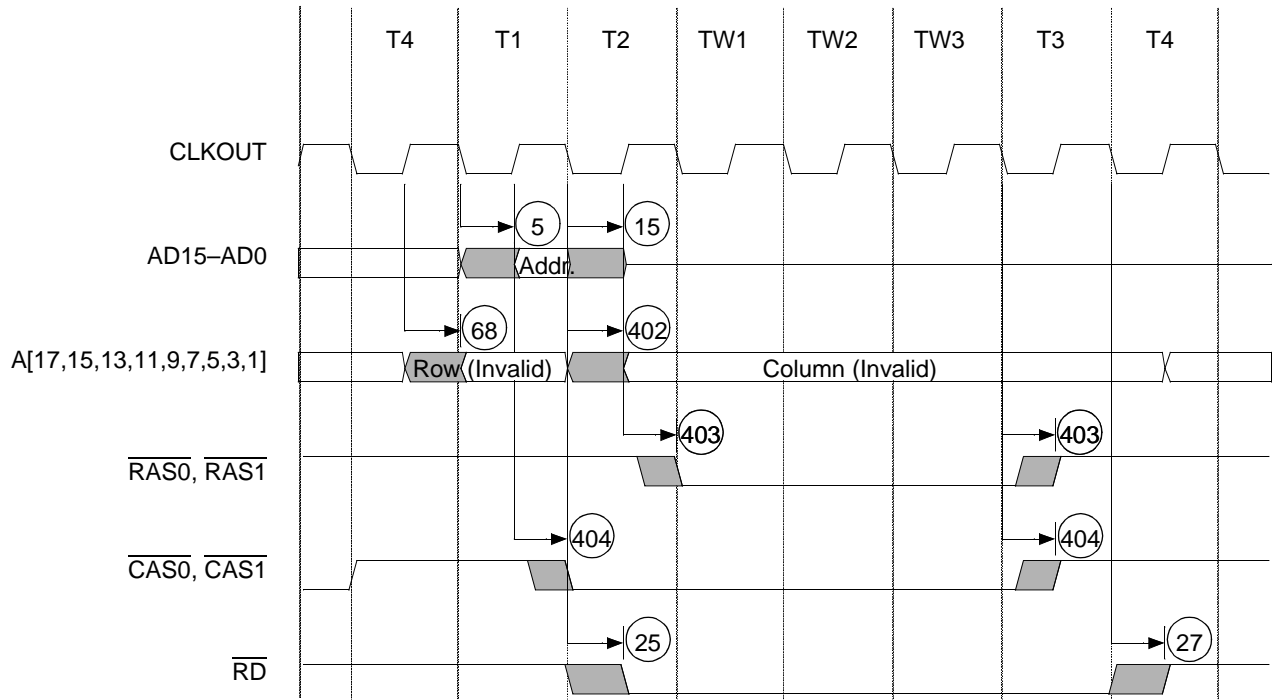 T4 T1 T2 TW1 TW2 TW3 T3 T4
CLKOUT
5 15
AD15–AD0
Addr.
68 402
A[17,15,13,11,9,7,5,3,1]
Row (Invalid) Column (Invalid)
403 403
RAS0, RAS1
404 404
CAS0, CAS1
25 27
RD